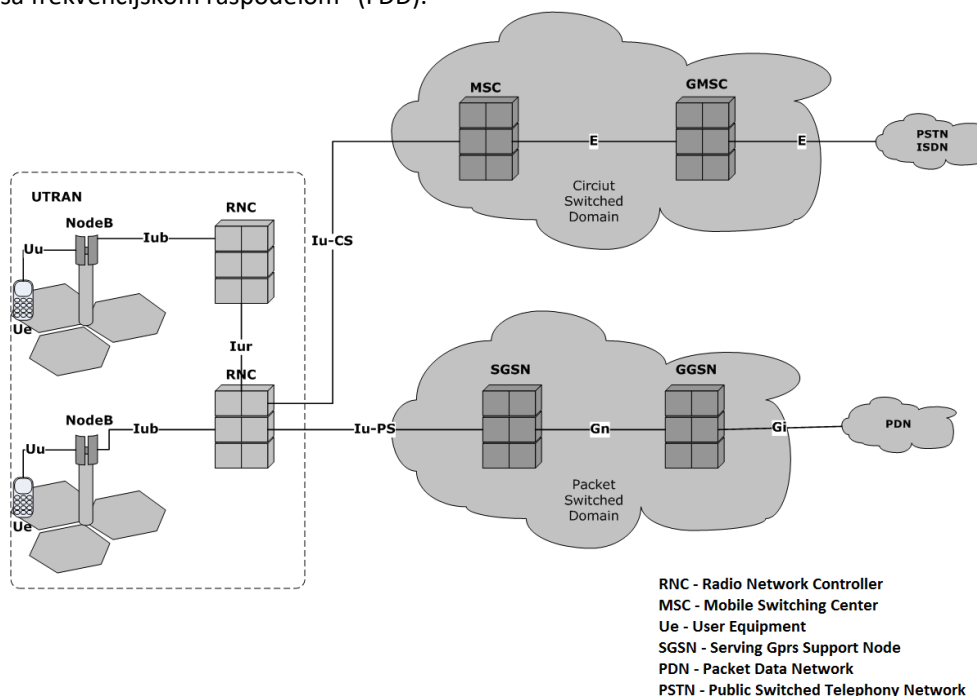 sa frekvencijskom raspodelom" (FDD).
MSC
GMSC
E
E
PSTN
ISDN
Circiut
Switched
Domain
UTRAN
NodeB
RNC
Uu
Iub
Iu-CS
Ue
Iur
RNC
SGSN
GGSN
NodeB
Iub
Iu-PS
Gn
Gi
PDN
Uu
Ue
Packet
Switched
Domain
RNC - Radio Network Controller
MSC - Mobile Switching Center
Ue - User Equipment
SGSN - Serving Gprs Support Node
PDN - Packet Data Network
PSTN - Public Switched Telephony Network